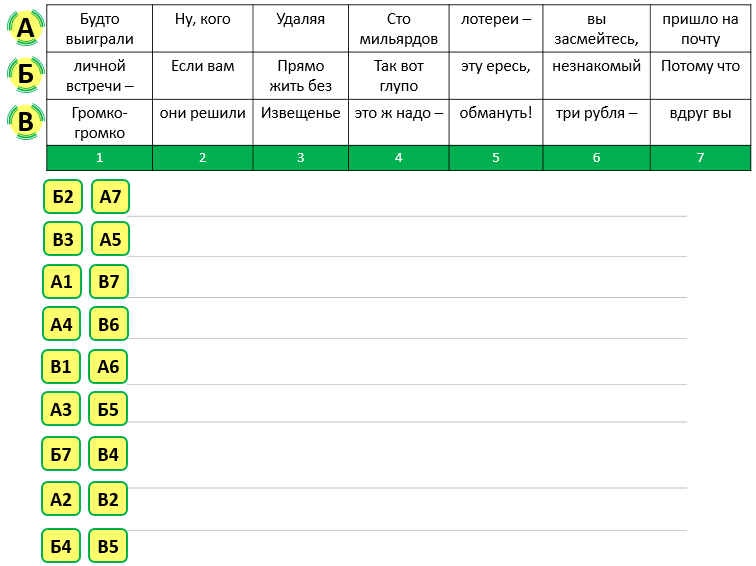 А Будто выиграли Ну, кого Удаляя Сто мильярдов лотереи – вы засмейтесь, пришло на почту
Б личной встречи – Если вам Прямо жить без Так вот глупо эту ересь, незнакомый Потому что
В Громко-громко они решили Извещенье это ж надо – обмануть! три рубля – вдруг вы
1 2 3 4 5 6 7
Б2 А7
В3 А5
А1 В7
А4 В6
В1 А6
А3 Б5
Б7 В4
А2 В2
Б4 В5